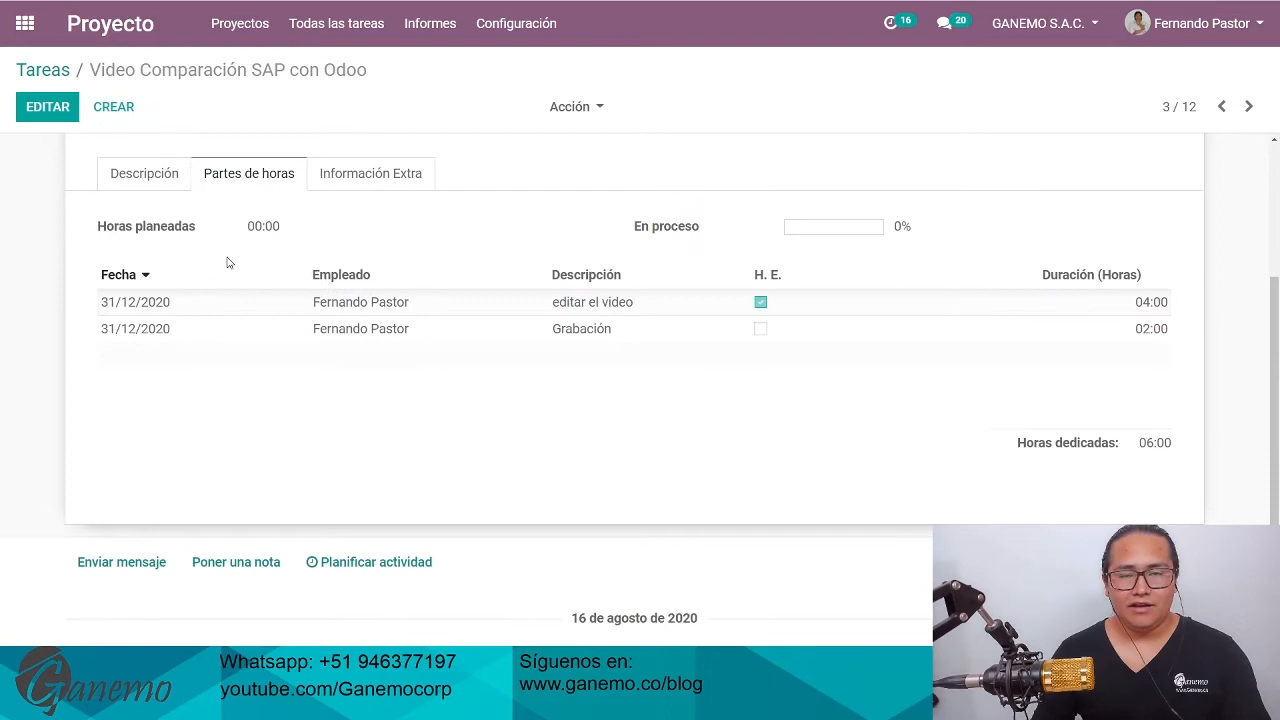 Proyecto
Proyectos Todas las tareas Informes Configuración
16 20 GANEMO S.A.C. Fernando Pastor
Tareas / Video Comparación SAP con Odoo
EDITAR CREAR Acción 3 / 12
Descripción Partes de horas Información Extra
Horas planeadas 00:00 En proceso 0%
Fecha Empleado Descripción H. E. Duración (Horas)
31/12/2020 Fernando Pastor editar el video 04:00
31/12/2020 Fernando Pastor Grabación 02:00
Horas dedicadas: 06:00
Enviar mensaje Poner una nota Planificar actividad
16 de agosto de 2020
Ganemo
Whatsapp: +51 946377197
youtube.com/Ganemocorp
Síguenos en:
www.ganemo.co/blog
Ganemo